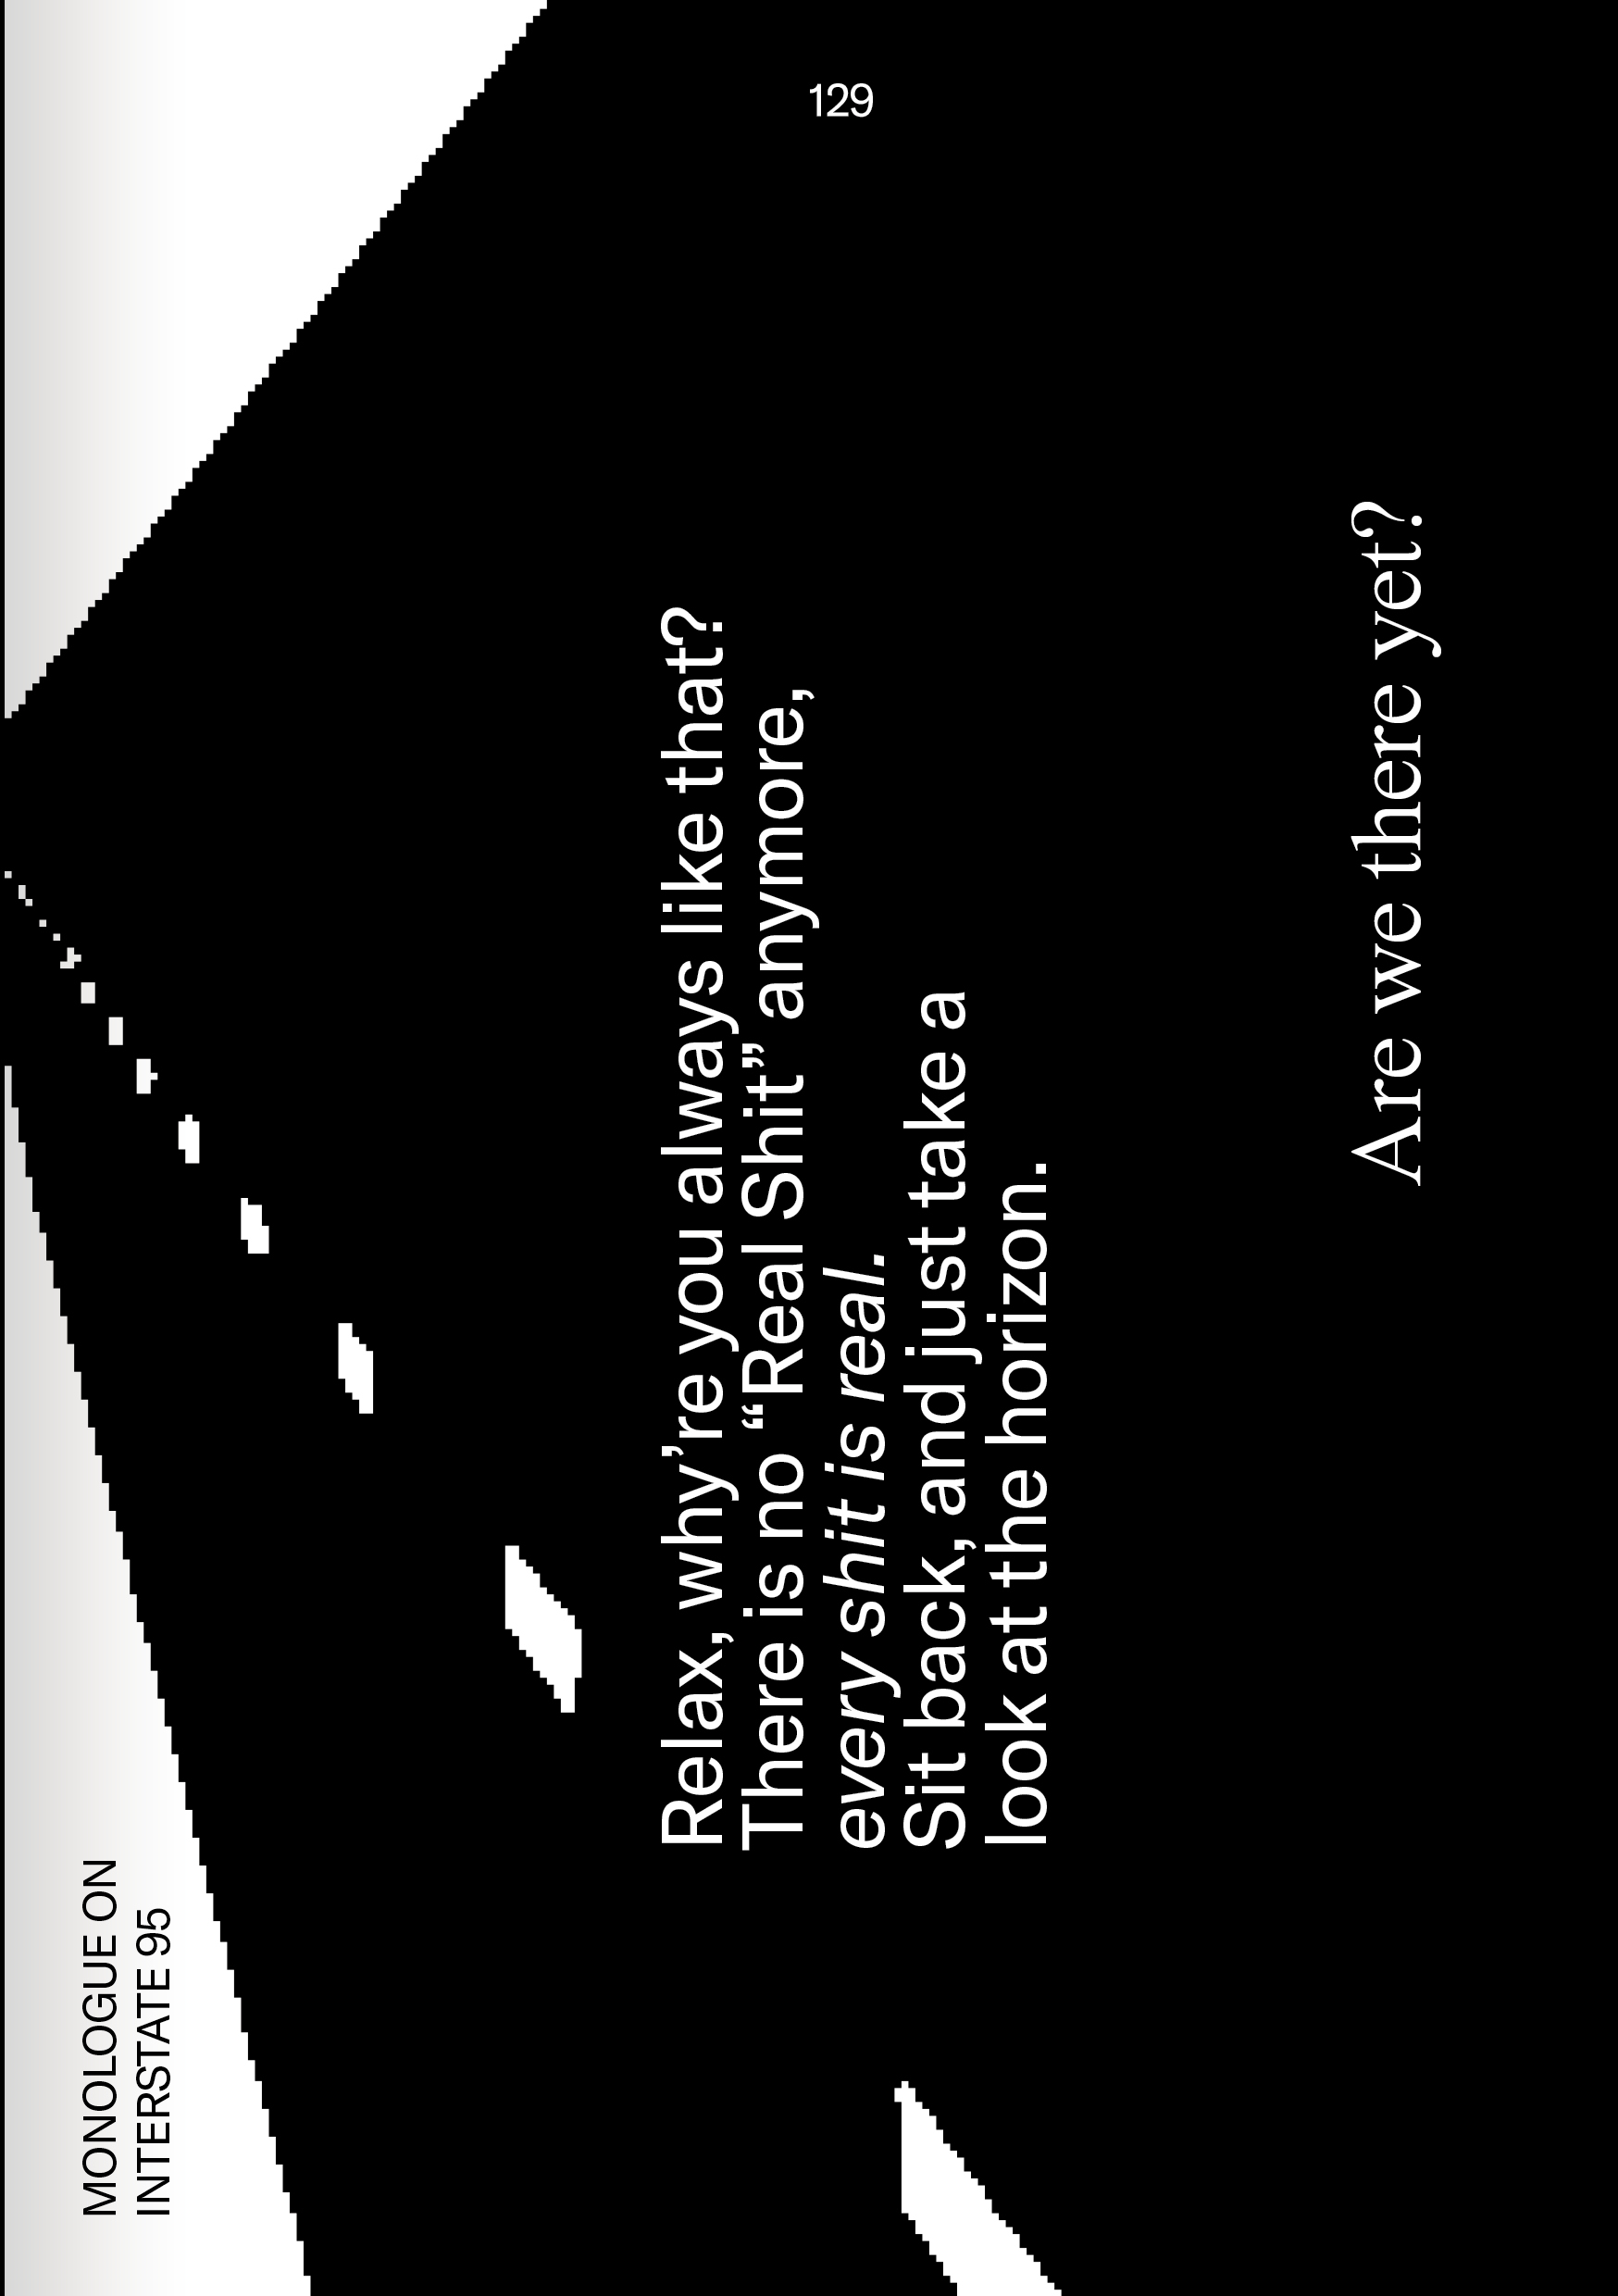 129
MONOLOGUE ON
INTERSTATE 95
Relax, why’re you always like that?
There is no “Real Shit” anymore,
every shit is real.
Sit back, and just take a
look at the horizon.
Are we there yet?